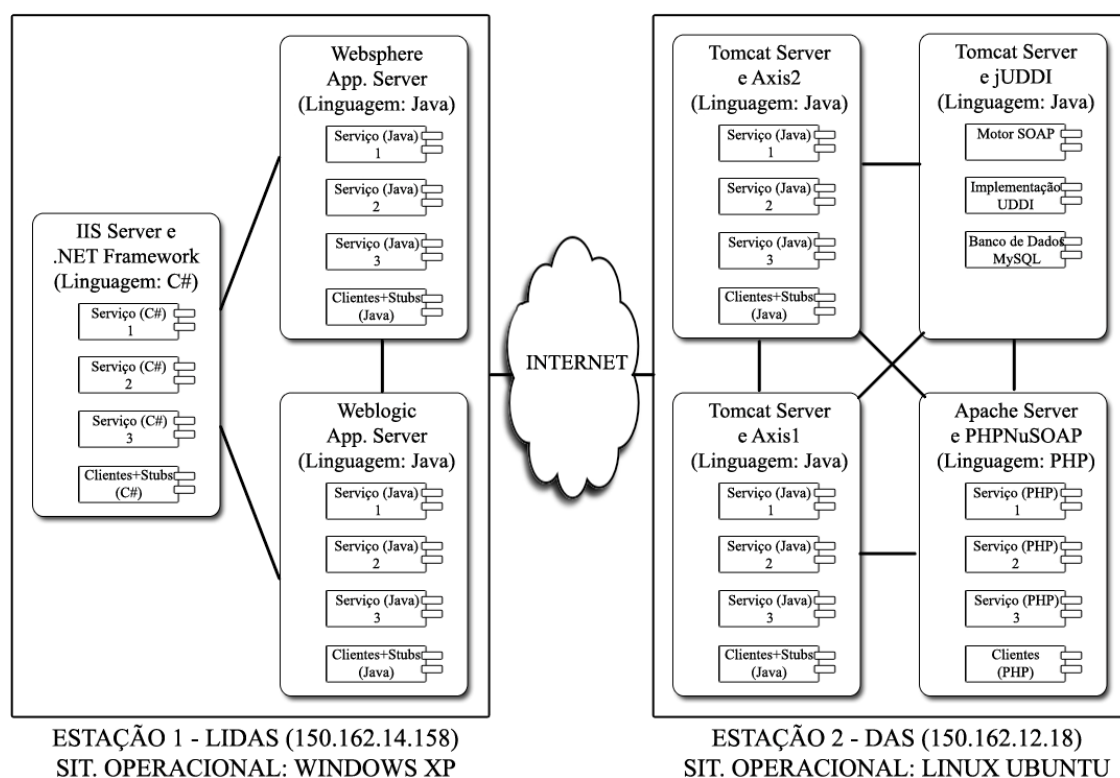 Websphere
App. Server
(Linguagem: Java)
Serviço (Java)
1
Serviço (Java)
2
Serviço (Java)
3
Clientes+Stubs
(Java)
IIS Server e
.NET Framework
(Linguagem: C#)
Serviço (C#)
1
Serviço (C#)
2
Serviço (C#)
3
Clientes+Stubs
(C#)
Weblogic
App. Server
(Linguagem: Java)
Serviço (Java)
1
Serviço (Java)
2
Serviço (Java)
3
Clientes+Stubs
(Java)
ESTAÇÃO 1 - LIDAS (150.162.14.158)
SIT. OPERACIONAL: WINDOWS XP
INTERNET
Tomcat Server
e Axis2
(Linguagem: Java)
Serviço (Java)
1
Serviço (Java)
2
Serviço (Java)
3
Clientes+Stubs
(Java)
Tomcat Server
e jUDDI
(Linguagem: Java)
Motor SOAP
Implementação
UDDI
Banco de Dados
MySQL
Tomcat Server
e Axis1
(Linguagem: Java)
Serviço (Java)
1
Serviço (Java)
2
Serviço (Java)
3
Clientes+Stubs
(Java)
Apache Server
e PHPNuSOAP
(Linguagem: PHP)
Serviço (PHP)
1
Serviço (PHP)
2
Serviço (PHP)
3
Clientes
(PHP)
ESTAÇÃO 2 - DAS (150.162.12.18)
SIT. OPERACIONAL: LINUX UBUNTU